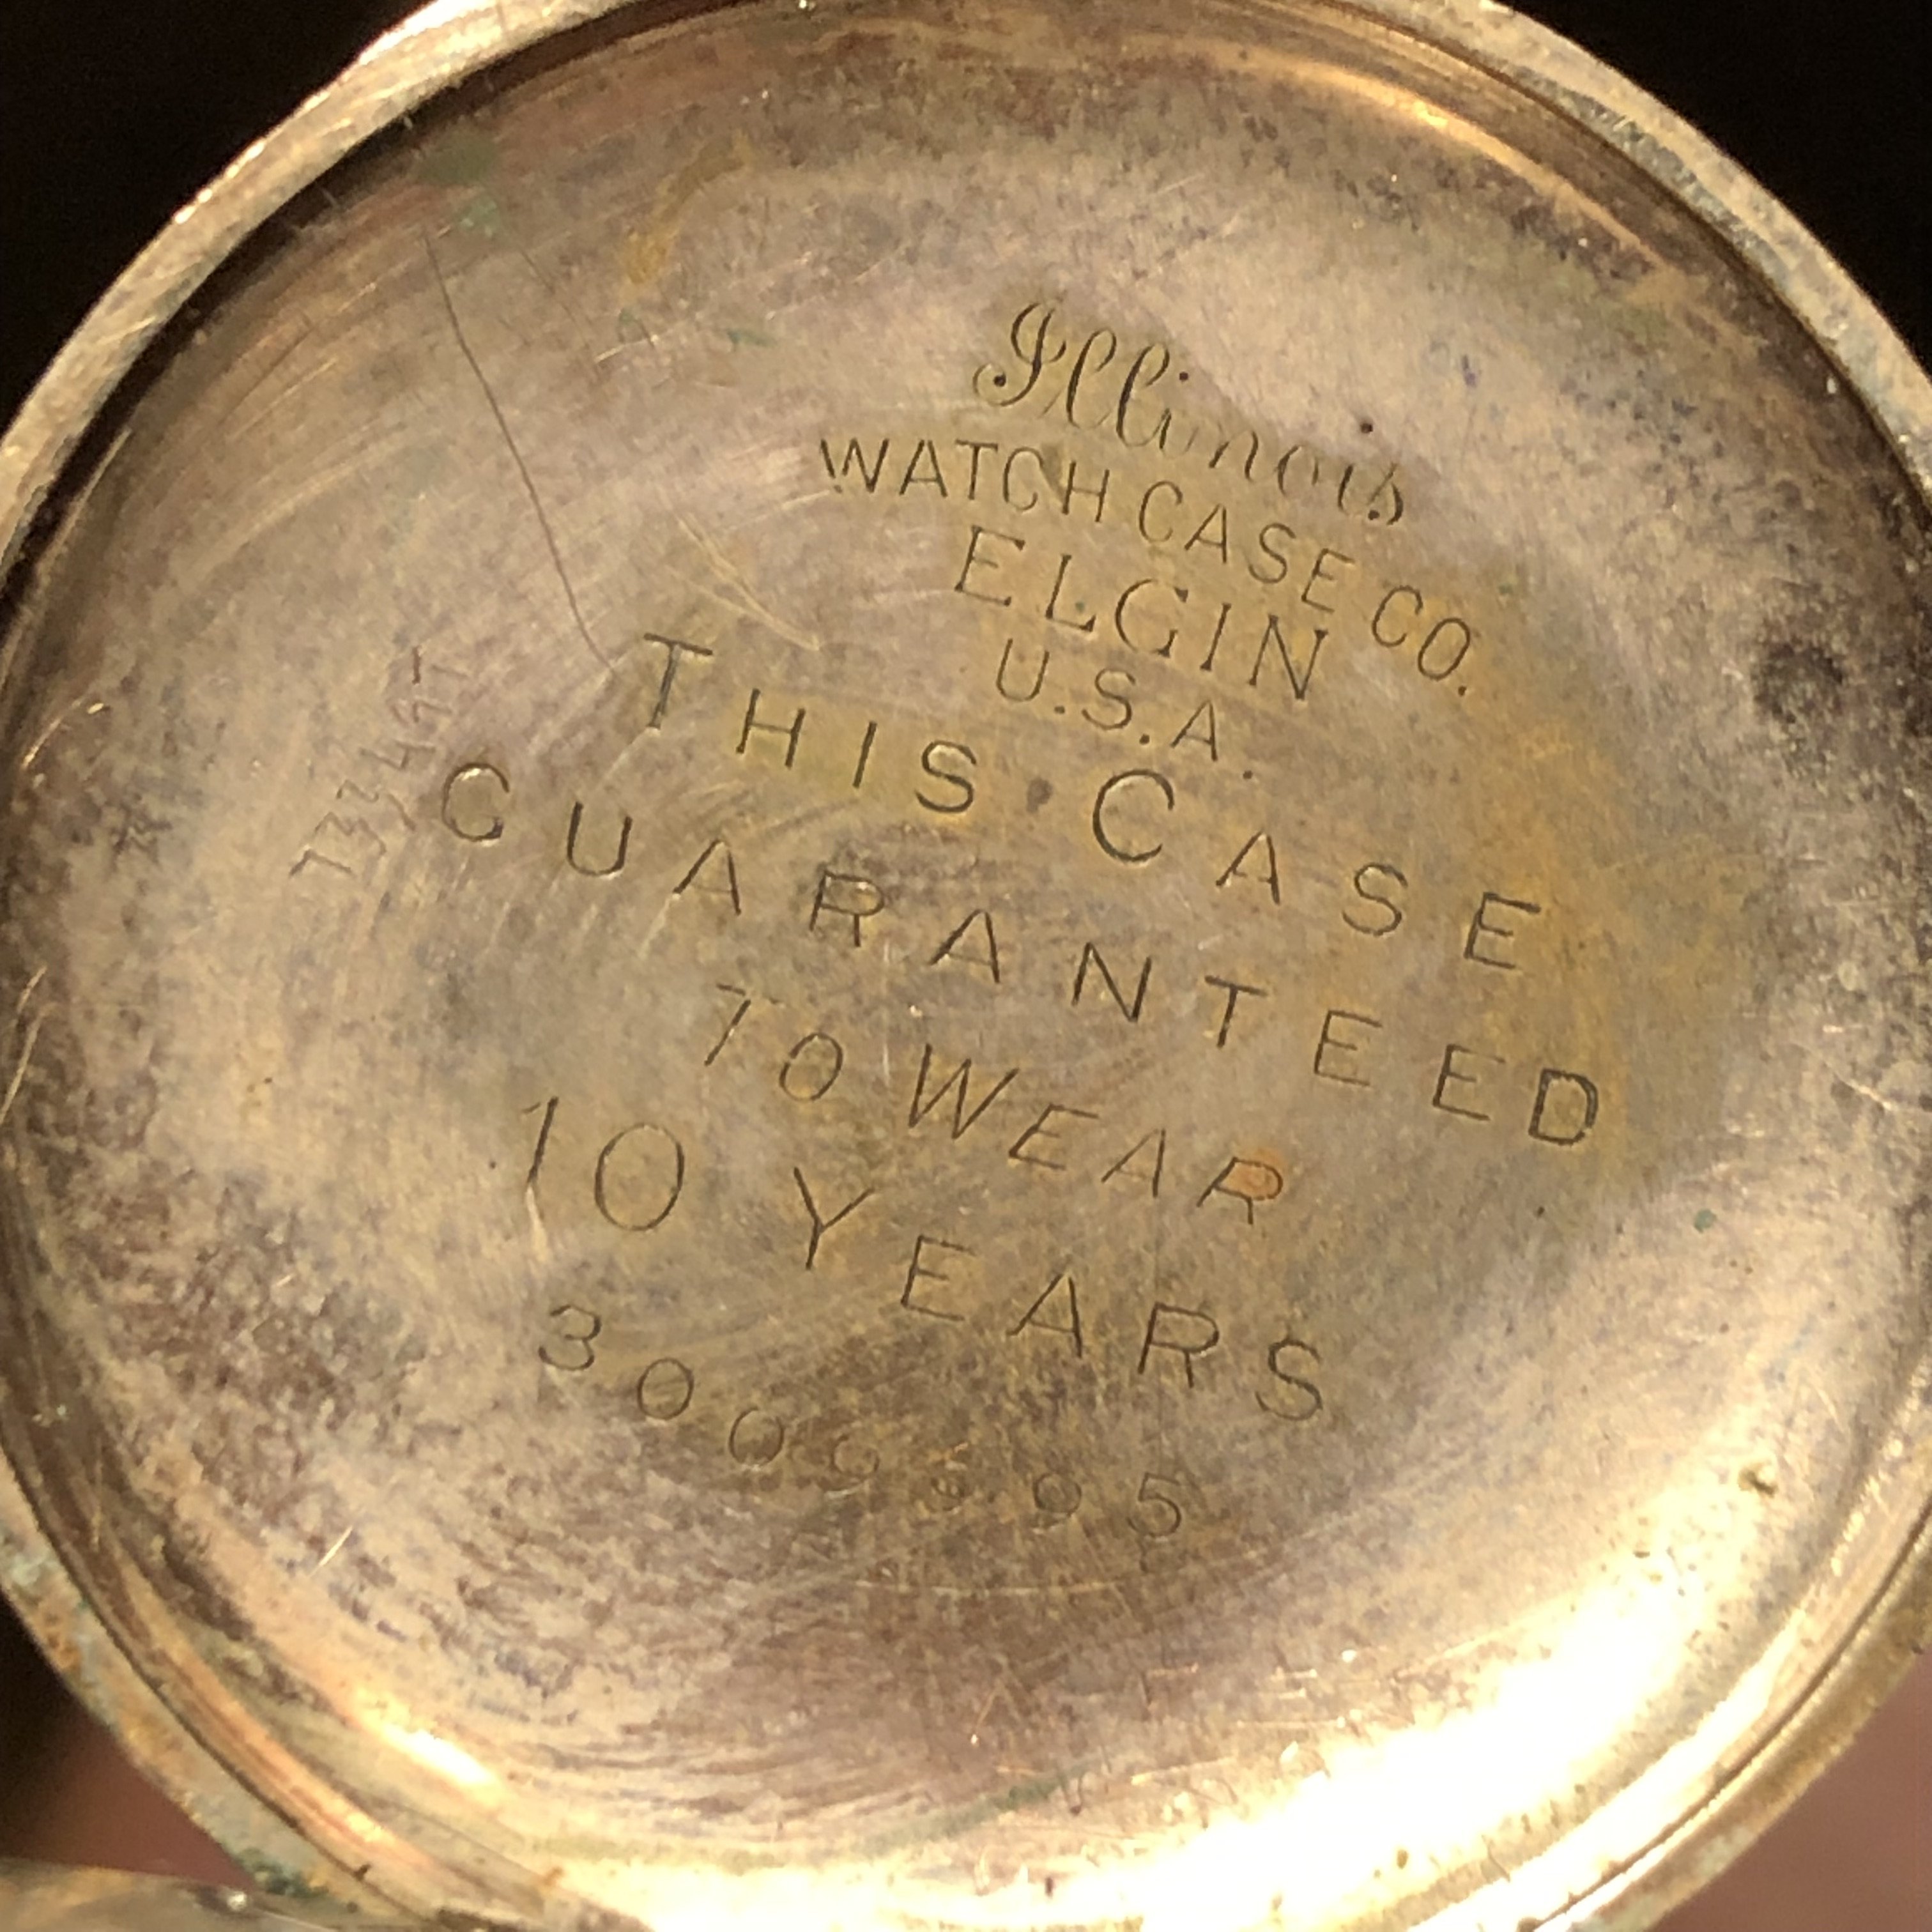 Illinois
WATCH CASE CO.
ELGIN
U.S.A.
THIS CASE
GUARANTEED
TO WEAR
10 YEARS